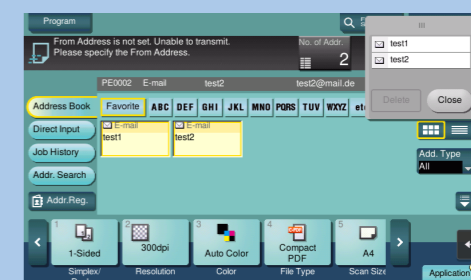 Program
From Address is not set. Unable to transmit.
Please specify the From Address.
No. of Addr.
2
test1
test2
Delete
Close
PE0002 E-mail test2 test2@mail.de
Address Book
Favorite ABC DEF GHI JKL MNO PQRS TUV WXYZ etc
Direct Input
Job History
Addr. Search
Addr.Reg.
E-mail
test1
E-mail
test2
Add. Type
All
1
1-Sided
Simplex/
2
300dpi
Resolution
3
Auto Color
Color
4
PDF
Compact
PDF
File Type
5
A4
Scan Size
Application